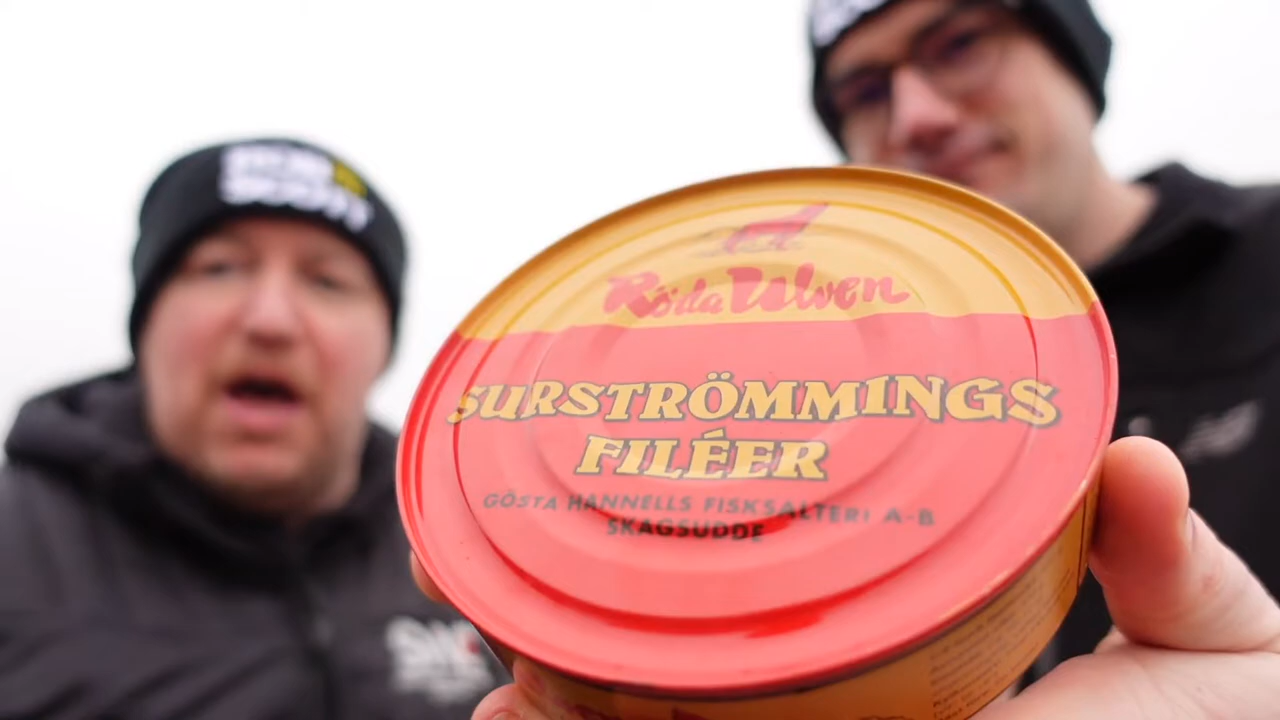 Röda Ulven
SURSTRÖMMINGS
FILÉER
GÖSTA HANNELLS FISKSALTERI A-B
SKAGSUDDE